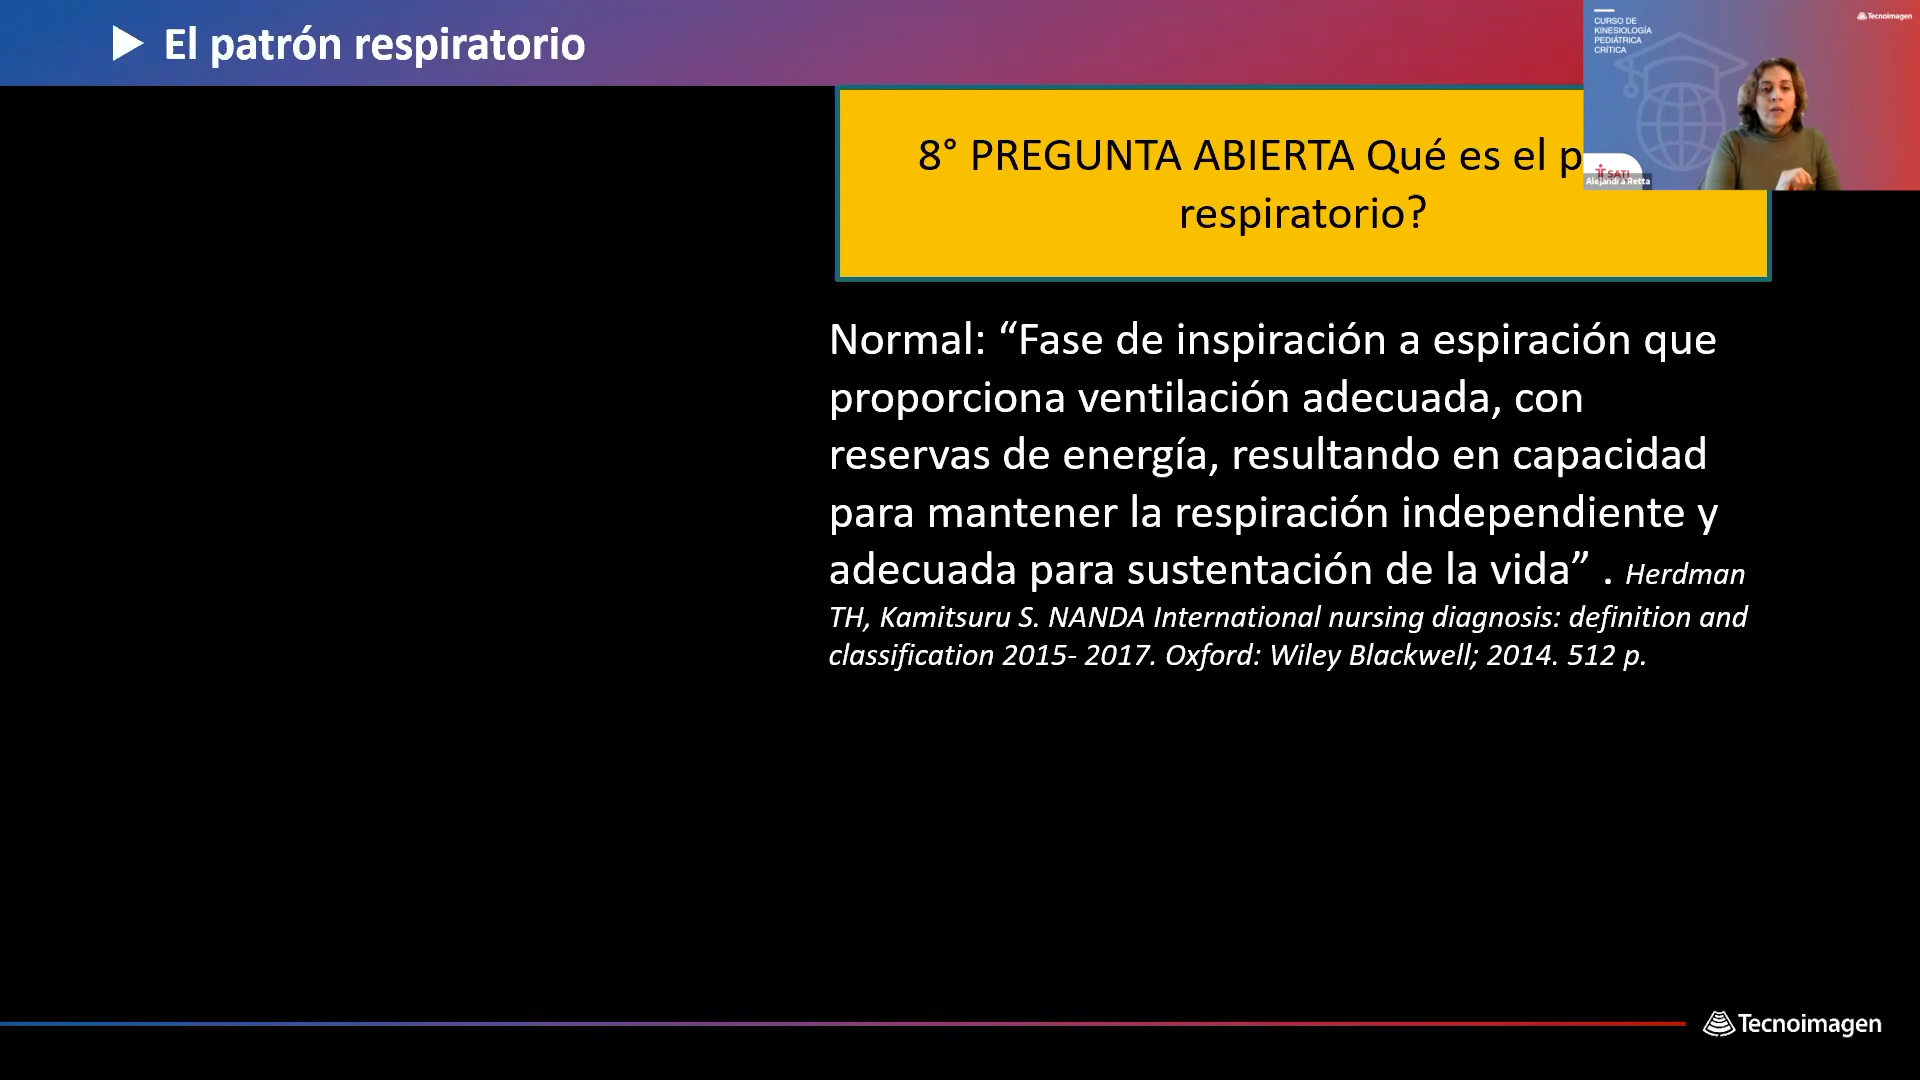 El patrón respiratorio
CURSO DE
KINESIOLOGÍA
PEDIÁTRICA
CRÍTICA
Tecnoimagen
SATI
Alejandra Retta
8° PREGUNTA ABIERTA Qué es el p
respiratorio?
Normal: “Fase de inspiración a espiración que
proporciona ventilación adecuada, con
reservas de energía, resultando en capacidad
para mantener la respiración independiente y
adecuada para sustentación de la vida” . Herdman
TH, Kamitsuru S. NANDA International nursing diagnosis: definition and
classification 2015- 2017. Oxford: Wiley Blackwell; 2014. 512 p.
Tecnoimagen